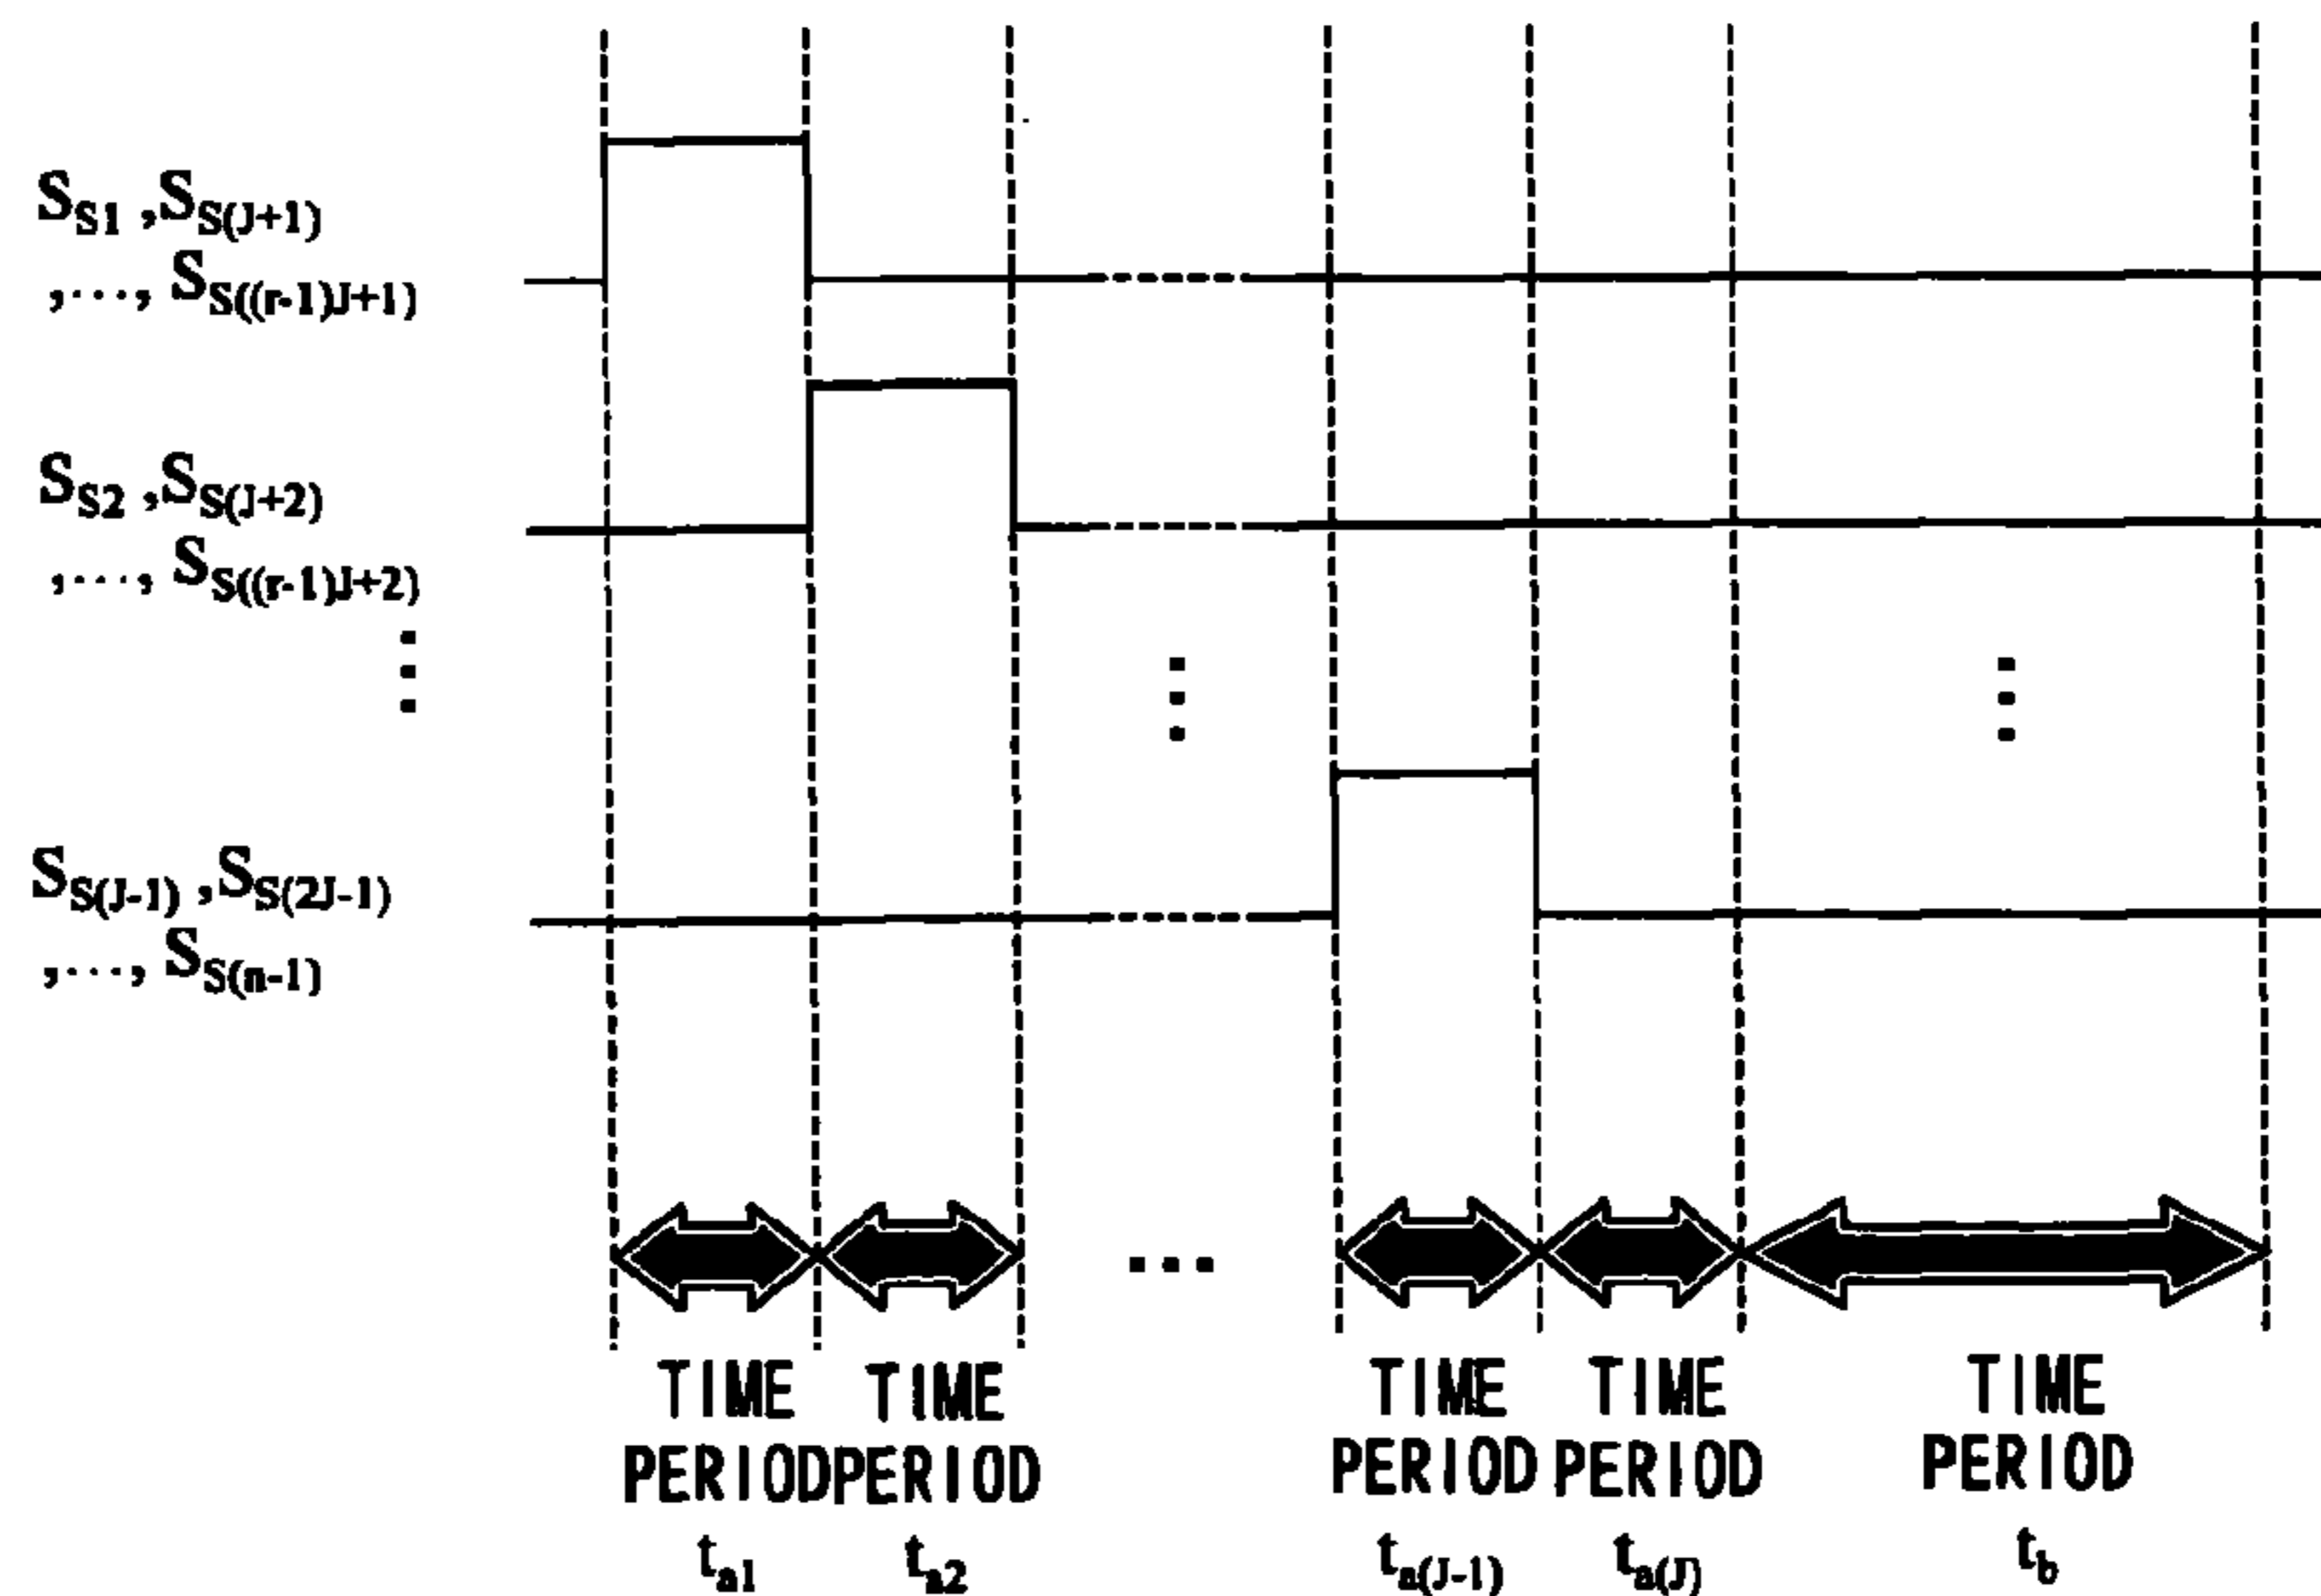 S_S1 ,S_S(J+1)
,..., S_S((r-1)J+1)
S_S2 ,S_S(J+2)
,..., S_S((r-1)J+2)
S_S(J-1) ,S_S(2J-1)
,..., S_S(n-1)
TIME PERIOD t_a1
TIME PERIOD t_a2
...
TIME PERIOD t_a(J-1)
TIME PERIOD t_a(J)
TIME PERIOD t_b